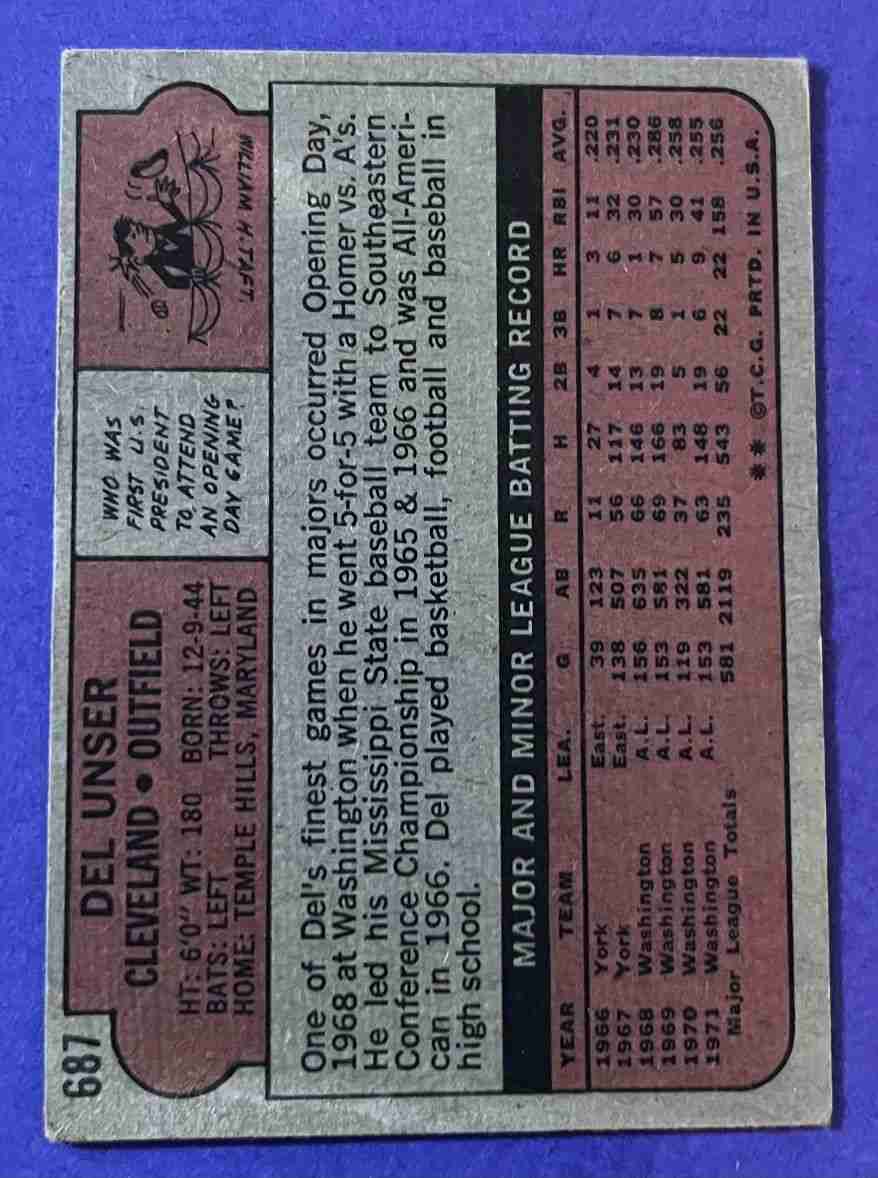 687
DEL UNSER
CLEVELAND • OUTFIELD
HT: 6'0" WT: 180 BORN: 12-9-44
BATS: LEFT THROWS: LEFT
HOME: TEMPLE HILLS, MARYLAND
WHO WAS
FIRST U.S.
PRESIDENT
TO ATTEND
AN OPENING
DAY GAME?
WILLIAM H. TAFT
One of Del's finest games in majors occurred Opening Day,
1968 at Washington when he went 5-for-5 with a Homer vs. A's.
He led his Mississippi State baseball team to Southeastern
Conference Championship in 1965 & 1966 and was All-Ameri-
can in 1966. Del played basketball, football and baseball in
high school.
MAJOR AND MINOR LEAGUE BATTING RECORD
YEAR TEAM LEA. G AB R H 2B 3B HR RBI AVG.
1966 York East. 39 123 11 27 4 1 3 11 .220
1967 York East. 138 507 56 117 14 7 6 32 .231
1968 Washington A.L. 156 635 66 146 13 7 1 30 .230
1969 Washington A.L. 153 581 69 166 19 8 7 57 .286
1970 Washington A.L. 119 322 37 83 5 1 5 30 .258
1971 Washington A.L. 153 581 63 148 19 6 9 41 .255
Major League Totals 581 2119 235 543 56 22 22 158 .256
** ©T.C.G. PRTD. IN U.S.A.